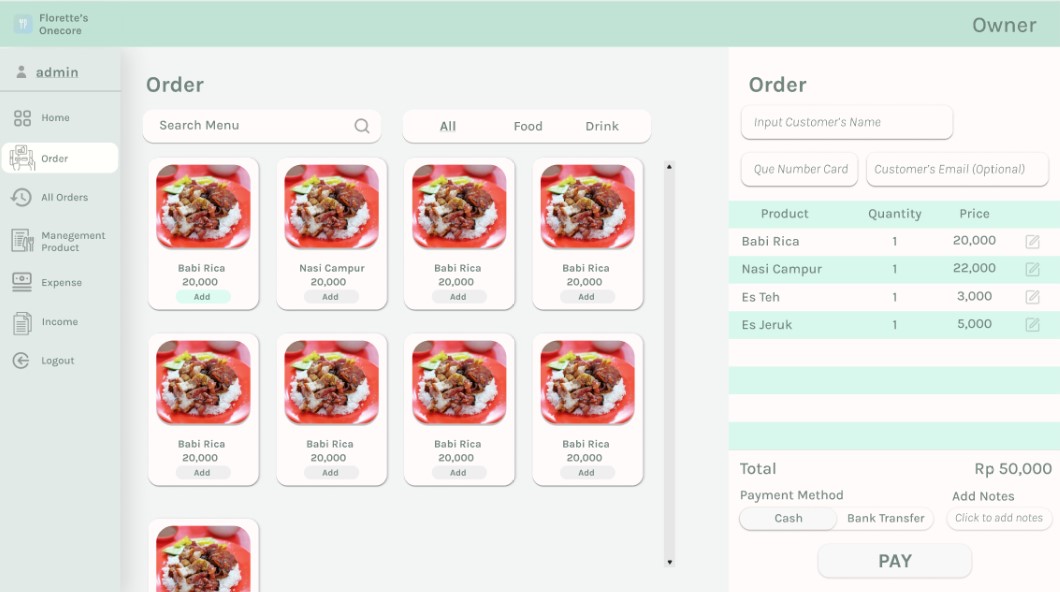 Florette's
Onecore
Owner
admin
Home
Order
All Orders
Manegement
Product
Expense
Income
Logout
Order
Search Menu
All Food Drink
Babi Rica
20,000
Add
Nasi Campur
20,000
Add
Babi Rica
20,000
Add
Babi Rica
20,000
Add
Babi Rica
20,000
Add
Babi Rica
20,000
Add
Babi Rica
20,000
Add
Babi Rica
20,000
Add
Order
Input Customer's Name
Que Number Card
Customer's Email (Optional)
Product Quantity Price
Babi Rica 1 20,000
Nasi Campur 1 22,000
Es Teh 1 3,000
Es Jeruk 1 5,000
Total Rp 50,000
Payment Method
Add Notes
Cash
Bank Transfer
Click to add notes
PAY